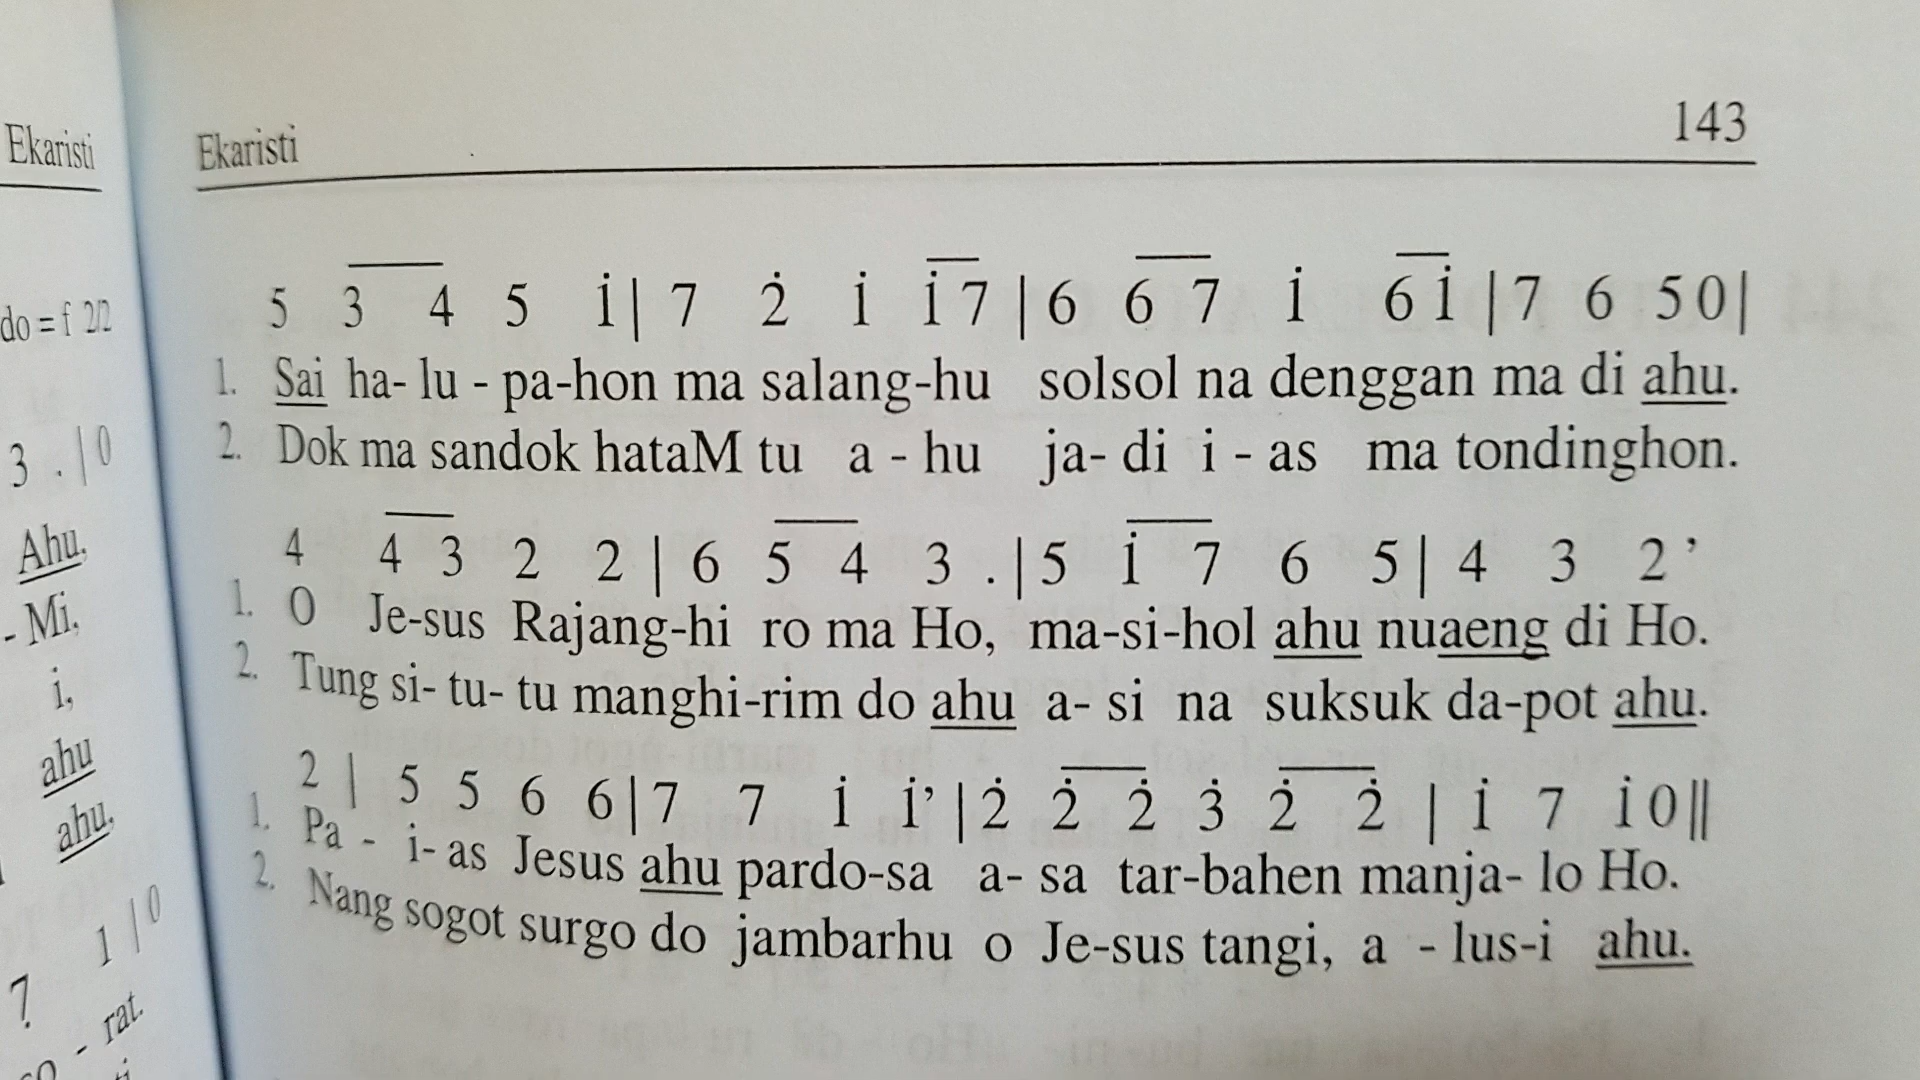 Ekaristi
do = f 2/2
3 . | 0
Ahu.
- Mi.
i,
ahu
ahu.
1 | 0
7
- rat.
Ekaristi 143
5 3 4 5 i̇ | 7 2̇ i̇ i̇ 7 | 6 6 7 i̇ 6 i̇ | 7 6 5 0 |
1. Sai ha- lu - pa-hon ma salang-hu solsol na denggan ma di ahu.
2. Dok ma sandok hataM tu a - hu ja- di i - as ma tondinghon.
4 4 3 2 2 | 6 5 4 3 . | 5 i̇ 7 6 5 | 4 3 2 ’
1. O Je-sus Rajang-hi ro ma Ho, ma-si-hol ahu nuaeng di Ho.
2. Tung si- tu- tu manghi-rim do ahu a- si na suksuk da-pot ahu.
2 | 5 5 6 6 | 7 7 i̇ i̇’ | 2̇ 2̇ 2̇ 3̇ 2̇ 2̇ | i̇ 7 i̇ 0 ||
1. Pa - i- as Jesus ahu pardo-sa a- sa tar-bahen manja- lo Ho.
2. Nang sogot surgo do jambarhu o Je-sus tangi, a - lus-i ahu.